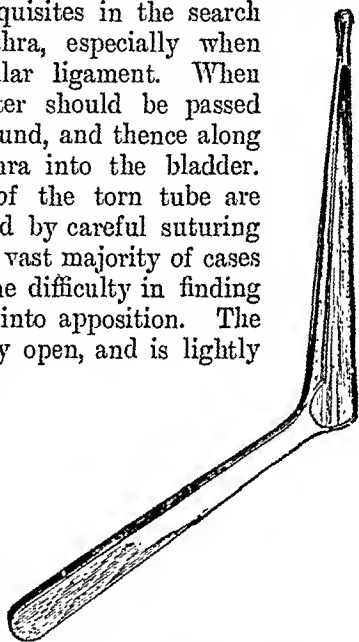 quisites in the search
hra, especially when
lar ligament. When
ter should be passed
und, and thence along
ra into the bladder.
of the torn tube are
d by careful suturing
vast majority of cases
e difficulty in finding
into apposition. The
y open, and is lightly